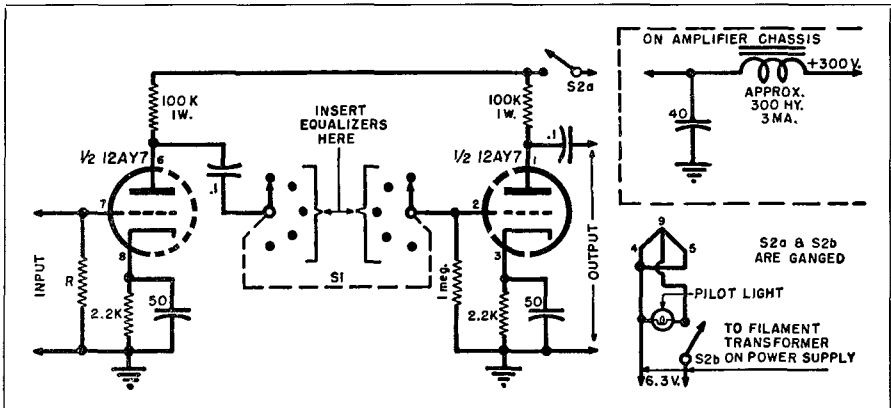 ON AMPLIFIER CHASSIS
+300 V.
APPROX.
300 HY.
3MA.
40
S2a
100K
1W.
INSERT
EQUALIZERS
HERE
100K
1W.
.1
½ 12AY7
6
.1
½ 12AY7
1
7
2
8
3
INPUT
R
2.2K
50
S1
1 meg.
2.2K
50
OUTPUT
9
4
5
S2a & S2b
ARE GANGED
PILOT LIGHT
TO FILAMENT
TRANSFORMER
S2b ON POWER SUPPLY
6.3V.